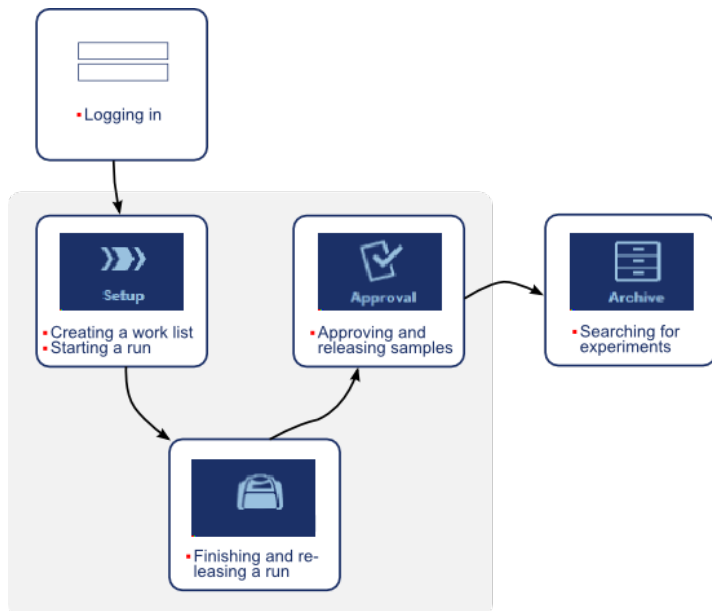 ▪ Logging in
Setup
▪ Creating a work list
▪ Starting a run
Approval
▪ Approving and
releasing samples
Archive
▪ Searching for
experiments
▪ Finishing and re-
leasing a run